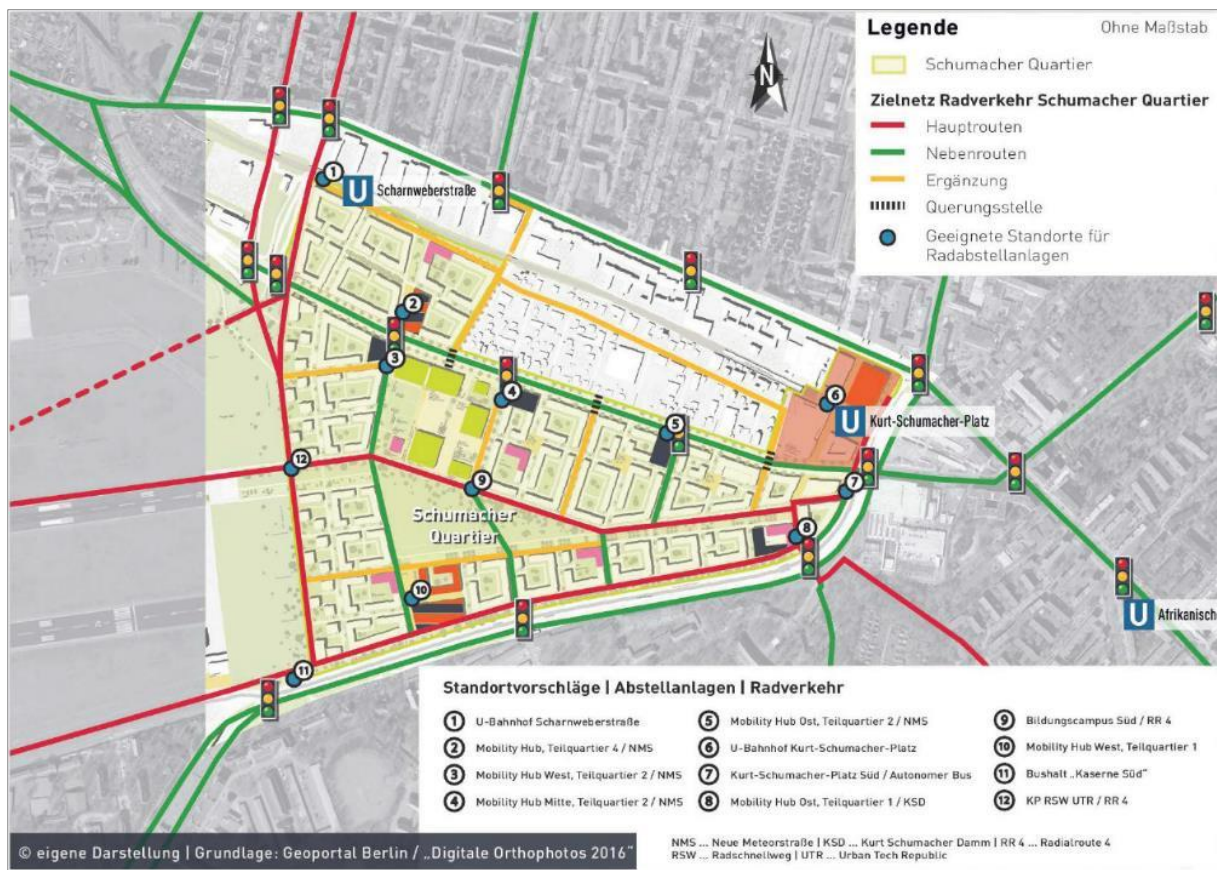 Legende
Ohne Maßstab
Schumacher Quartier
Zielnetz Radverkehr Schumacher Quartier
Hauptrouten
Nebenrouten
Ergänzung
Querungsstelle
Geeignete Standorte für
Radabstellanlagen
N
1
U Scharnweberstraße
2
3
4
5
6
U Kurt-Schumacher-Platz
7
8
9
10
11
12
Schumacher
Quartier
U Afrikanisch
Standortvorschläge | Abstellanlagen | Radverkehr
1 U-Bahnhof Scharnweberstraße
2 Mobility Hub, Teilquartier 4 / NMS
3 Mobility Hub West, Teilquartier 2 / NMS
4 Mobility Hub Mitte, Teilquartier 2 / NMS
5 Mobility Hub Ost, Teilquartier 2 / NMS
6 U-Bahnhof Kurt-Schumacher-Platz
7 Kurt-Schumacher-Platz Süd / Autonomer Bus
8 Mobility Hub Ost, Teilquartier 1 / KSD
9 Bildungscampus Süd / RR 4
10 Mobility Hub West, Teilquartier 1
11 Bushalt „Kaserne Süd“
12 KP RSW UTR / RR 4
NMS ... Neue Meteorstraße | KSD ... Kurt Schumacher Damm | RR 4 ... Radialroute 4
RSW ... Radschnellweg | UTR ... Urban Tech Republic
© eigene Darstellung | Grundlage: Geoportal Berlin / „Digitale Orthophotos 2016“